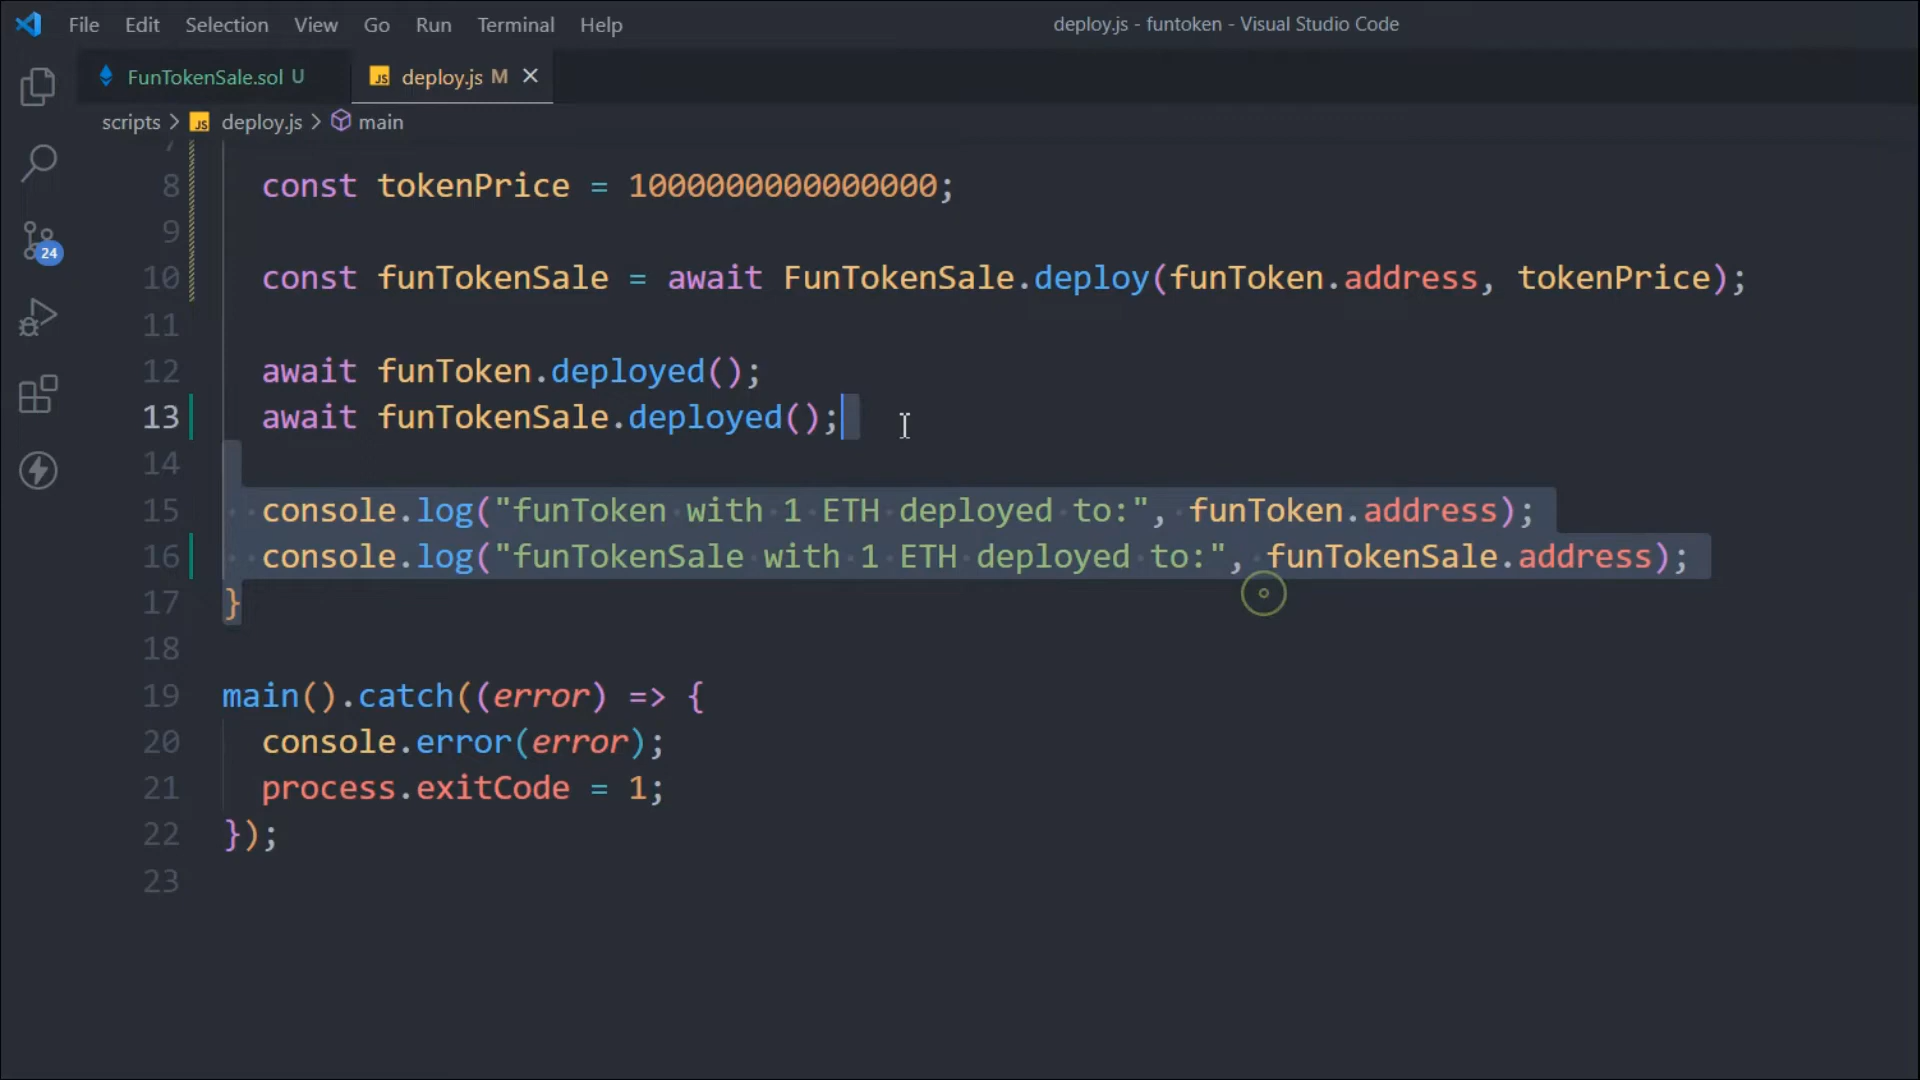 File Edit Selection View Go Run Terminal Help deploy.js - funtoken - Visual Studio Code
FunTokenSale.sol U JS deploy.js M
scripts > JS deploy.js > main
7
8 const tokenPrice = 1000000000000000;
9
10 const funTokenSale = await FunTokenSale.deploy(funToken.address, tokenPrice);
11
12 await funToken.deployed();
13 await funTokenSale.deployed();
14
15 console.log("funToken with 1 ETH deployed to:", funToken.address);
16 console.log("funTokenSale with 1 ETH deployed to:", funTokenSale.address);
17 }
18
19 main().catch((error) => {
20 console.error(error);
21 process.exitCode = 1;
22 });
23
24